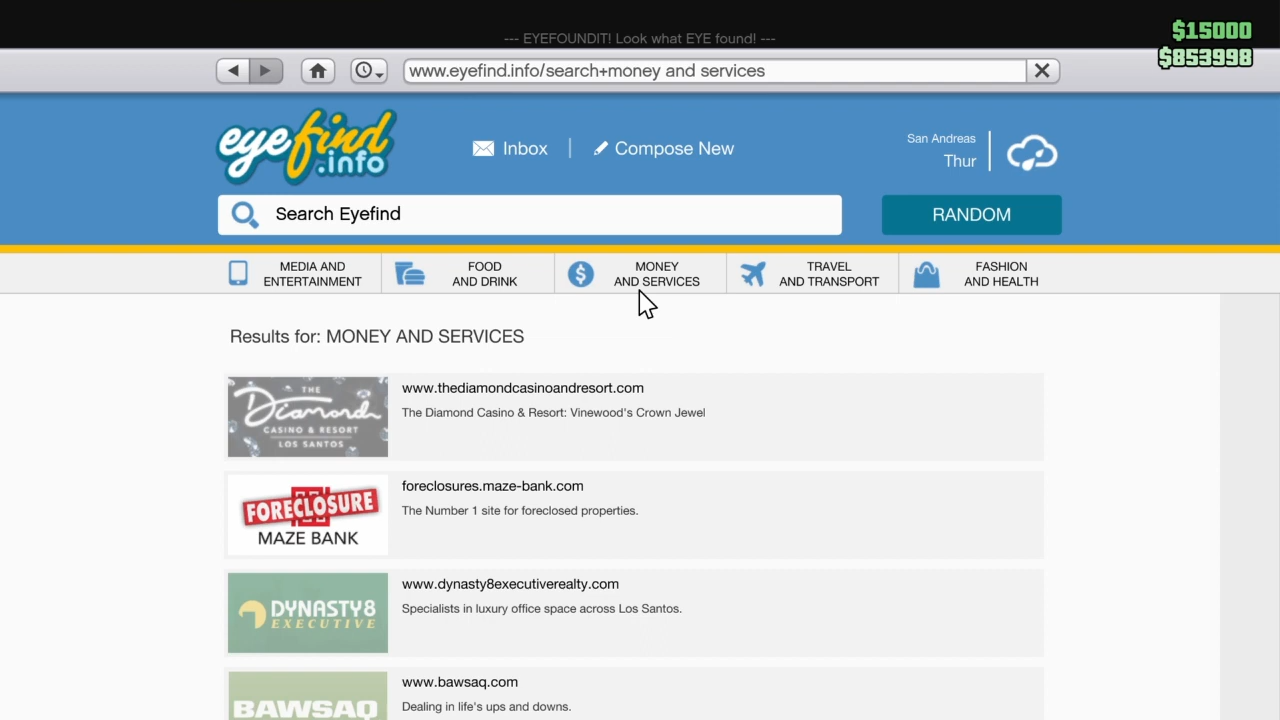 $15000
--- EYEFOUNDIT! Look what EYE found! ---
$853998
www.eyefind.info/search+money and services
eyefind
.info
Inbox
Compose New
San Andreas
Thur
Search Eyefind
RANDOM
MEDIA AND
ENTERTAINMENT
FOOD
AND DRINK
MONEY
AND SERVICES
TRAVEL
AND TRANSPORT
FASHION
AND HEALTH
Results for: MONEY AND SERVICES
THE
Diamond
CASINO & RESORT
LOS SANTOS
www.thediamondcasinoandresort.com
The Diamond Casino & Resort: Vinewood's Crown Jewel
FORECLOSURE
MAZE BANK
foreclosures.maze-bank.com
The Number 1 site for foreclosed properties.
DYNASTY8
EXECUTIVE
www.dynasty8executiverealty.com
Specialists in luxury office space across Los Santos.
BAWSAQ
www.bawsaq.com
Dealing in life's ups and downs.